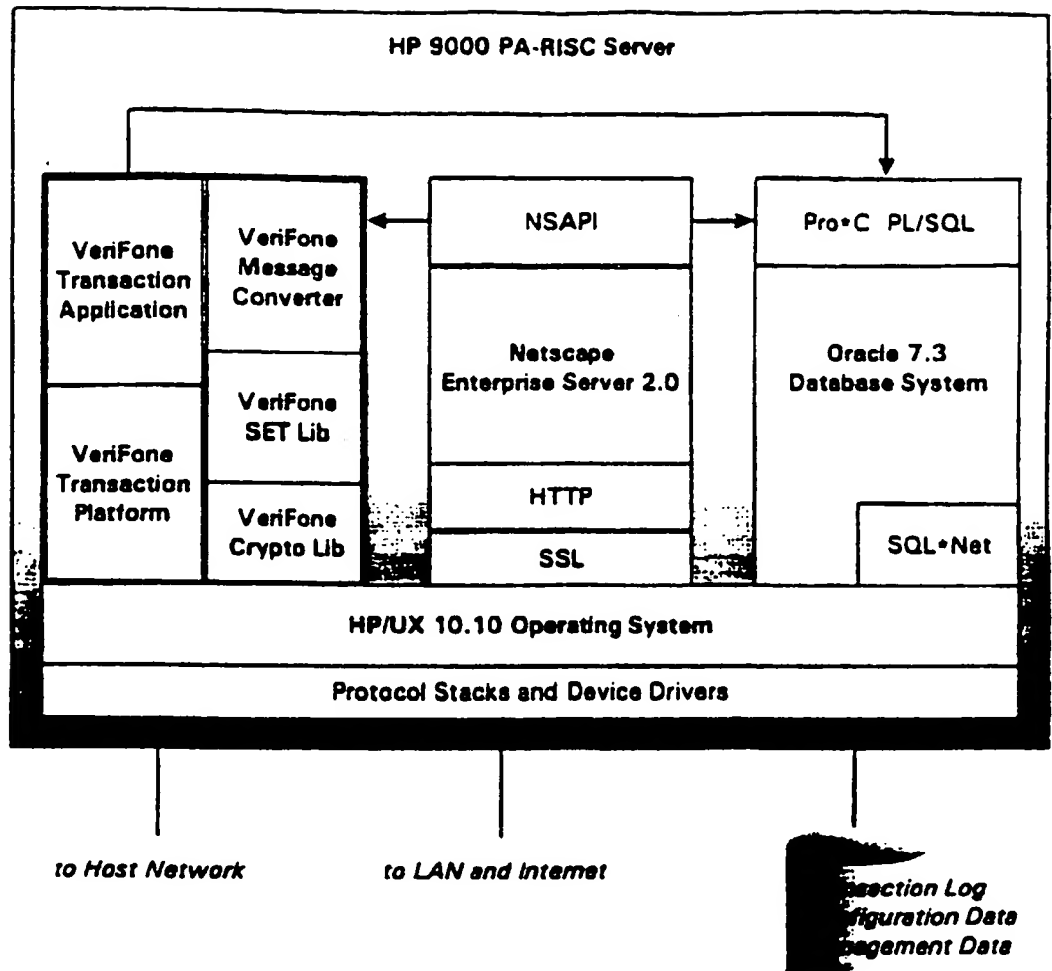 HP 9000 PA-RISC Server
VeriFone
Transaction
Application
VeriFone
Transaction
Platform
VeriFone
Message
Converter
VeriFone
SET Lib
VeriFone
Crypto Lib
NSAPI
Netscape
Enterprise Server 2.0
HTTP
SSL
Pro*C PL/SQL
Oracle 7.3
Database System
SQL*Net
HP/UX 10.10 Operating System
Protocol Stacks and Device Drivers
to Host Network
to LAN and Internet
Log
Data
Data